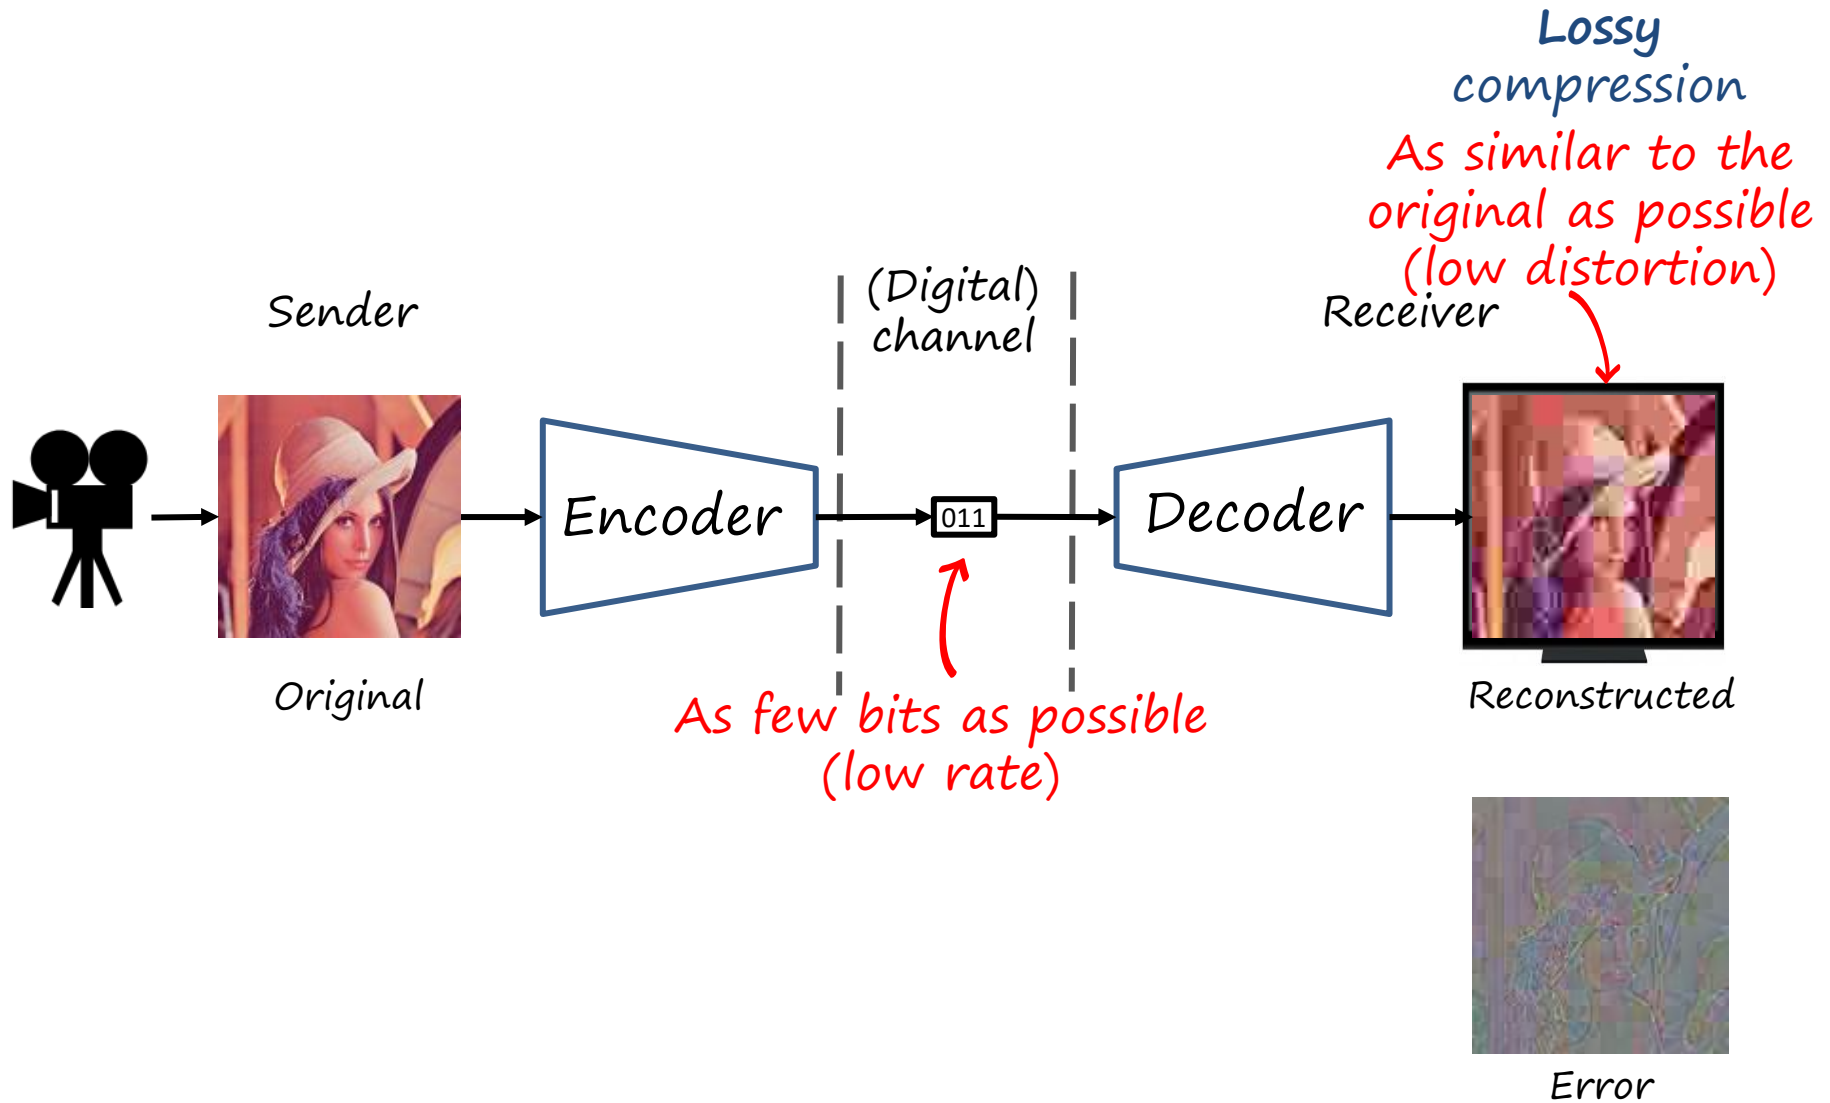 Lossy
compression
As similar to the
original as possible
(low distortion)
Sender
(Digital)
channel
Receiver
Encoder
011
Decoder
Original
As few bits as possible
(low rate)
Reconstructed
Error